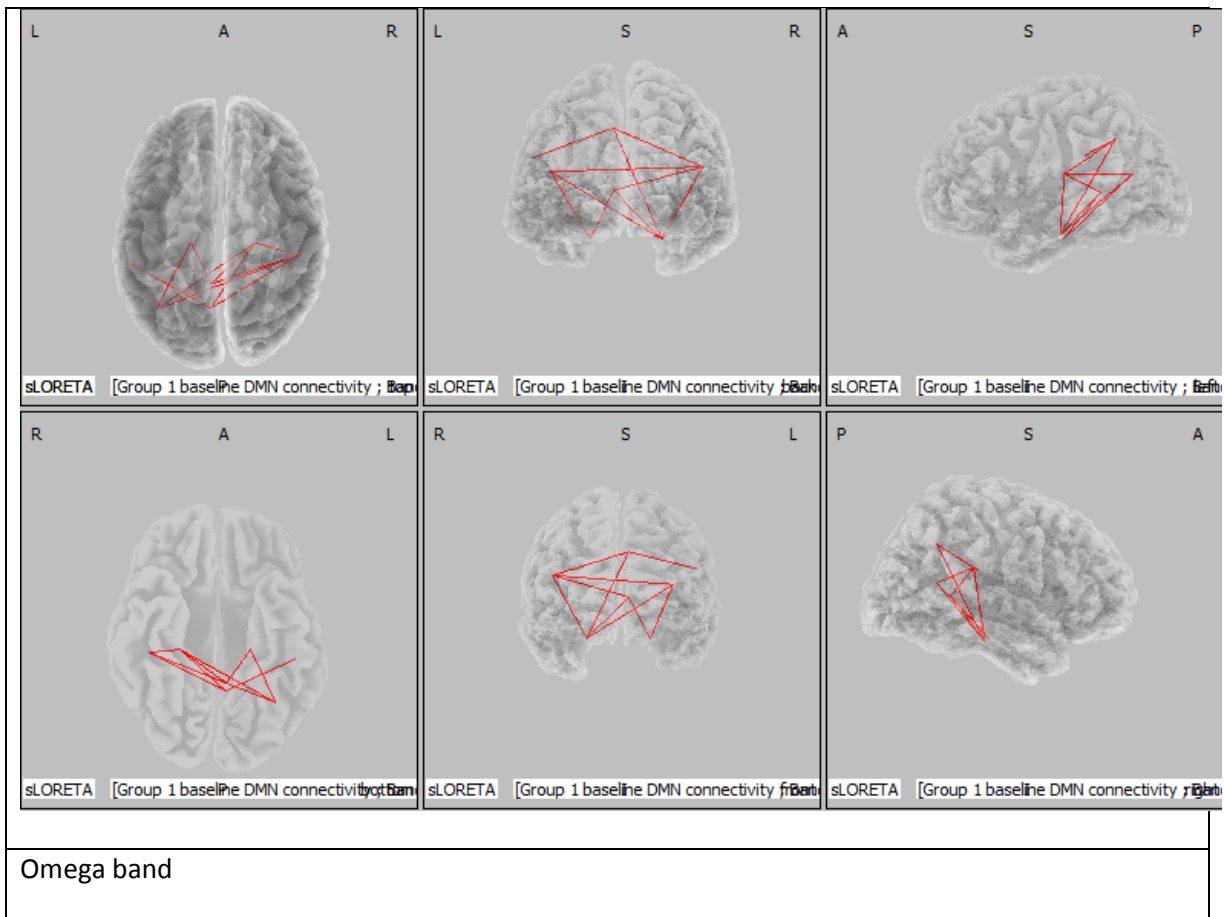 L A R
L S R
A S P
sLORETA [Group 1 baseline DMN connectivity ;
sLORETA [Group 1 baseline DMN connectivity ;
sLORETA [Group 1 baseline DMN connectivity ;
R A L
R S L
P S A
sLORETA [Group 1 baseline DMN connectivity
sLORETA [Group 1 baseline DMN connectivity
sLORETA [Group 1 baseline DMN connectivity ;
Omega band